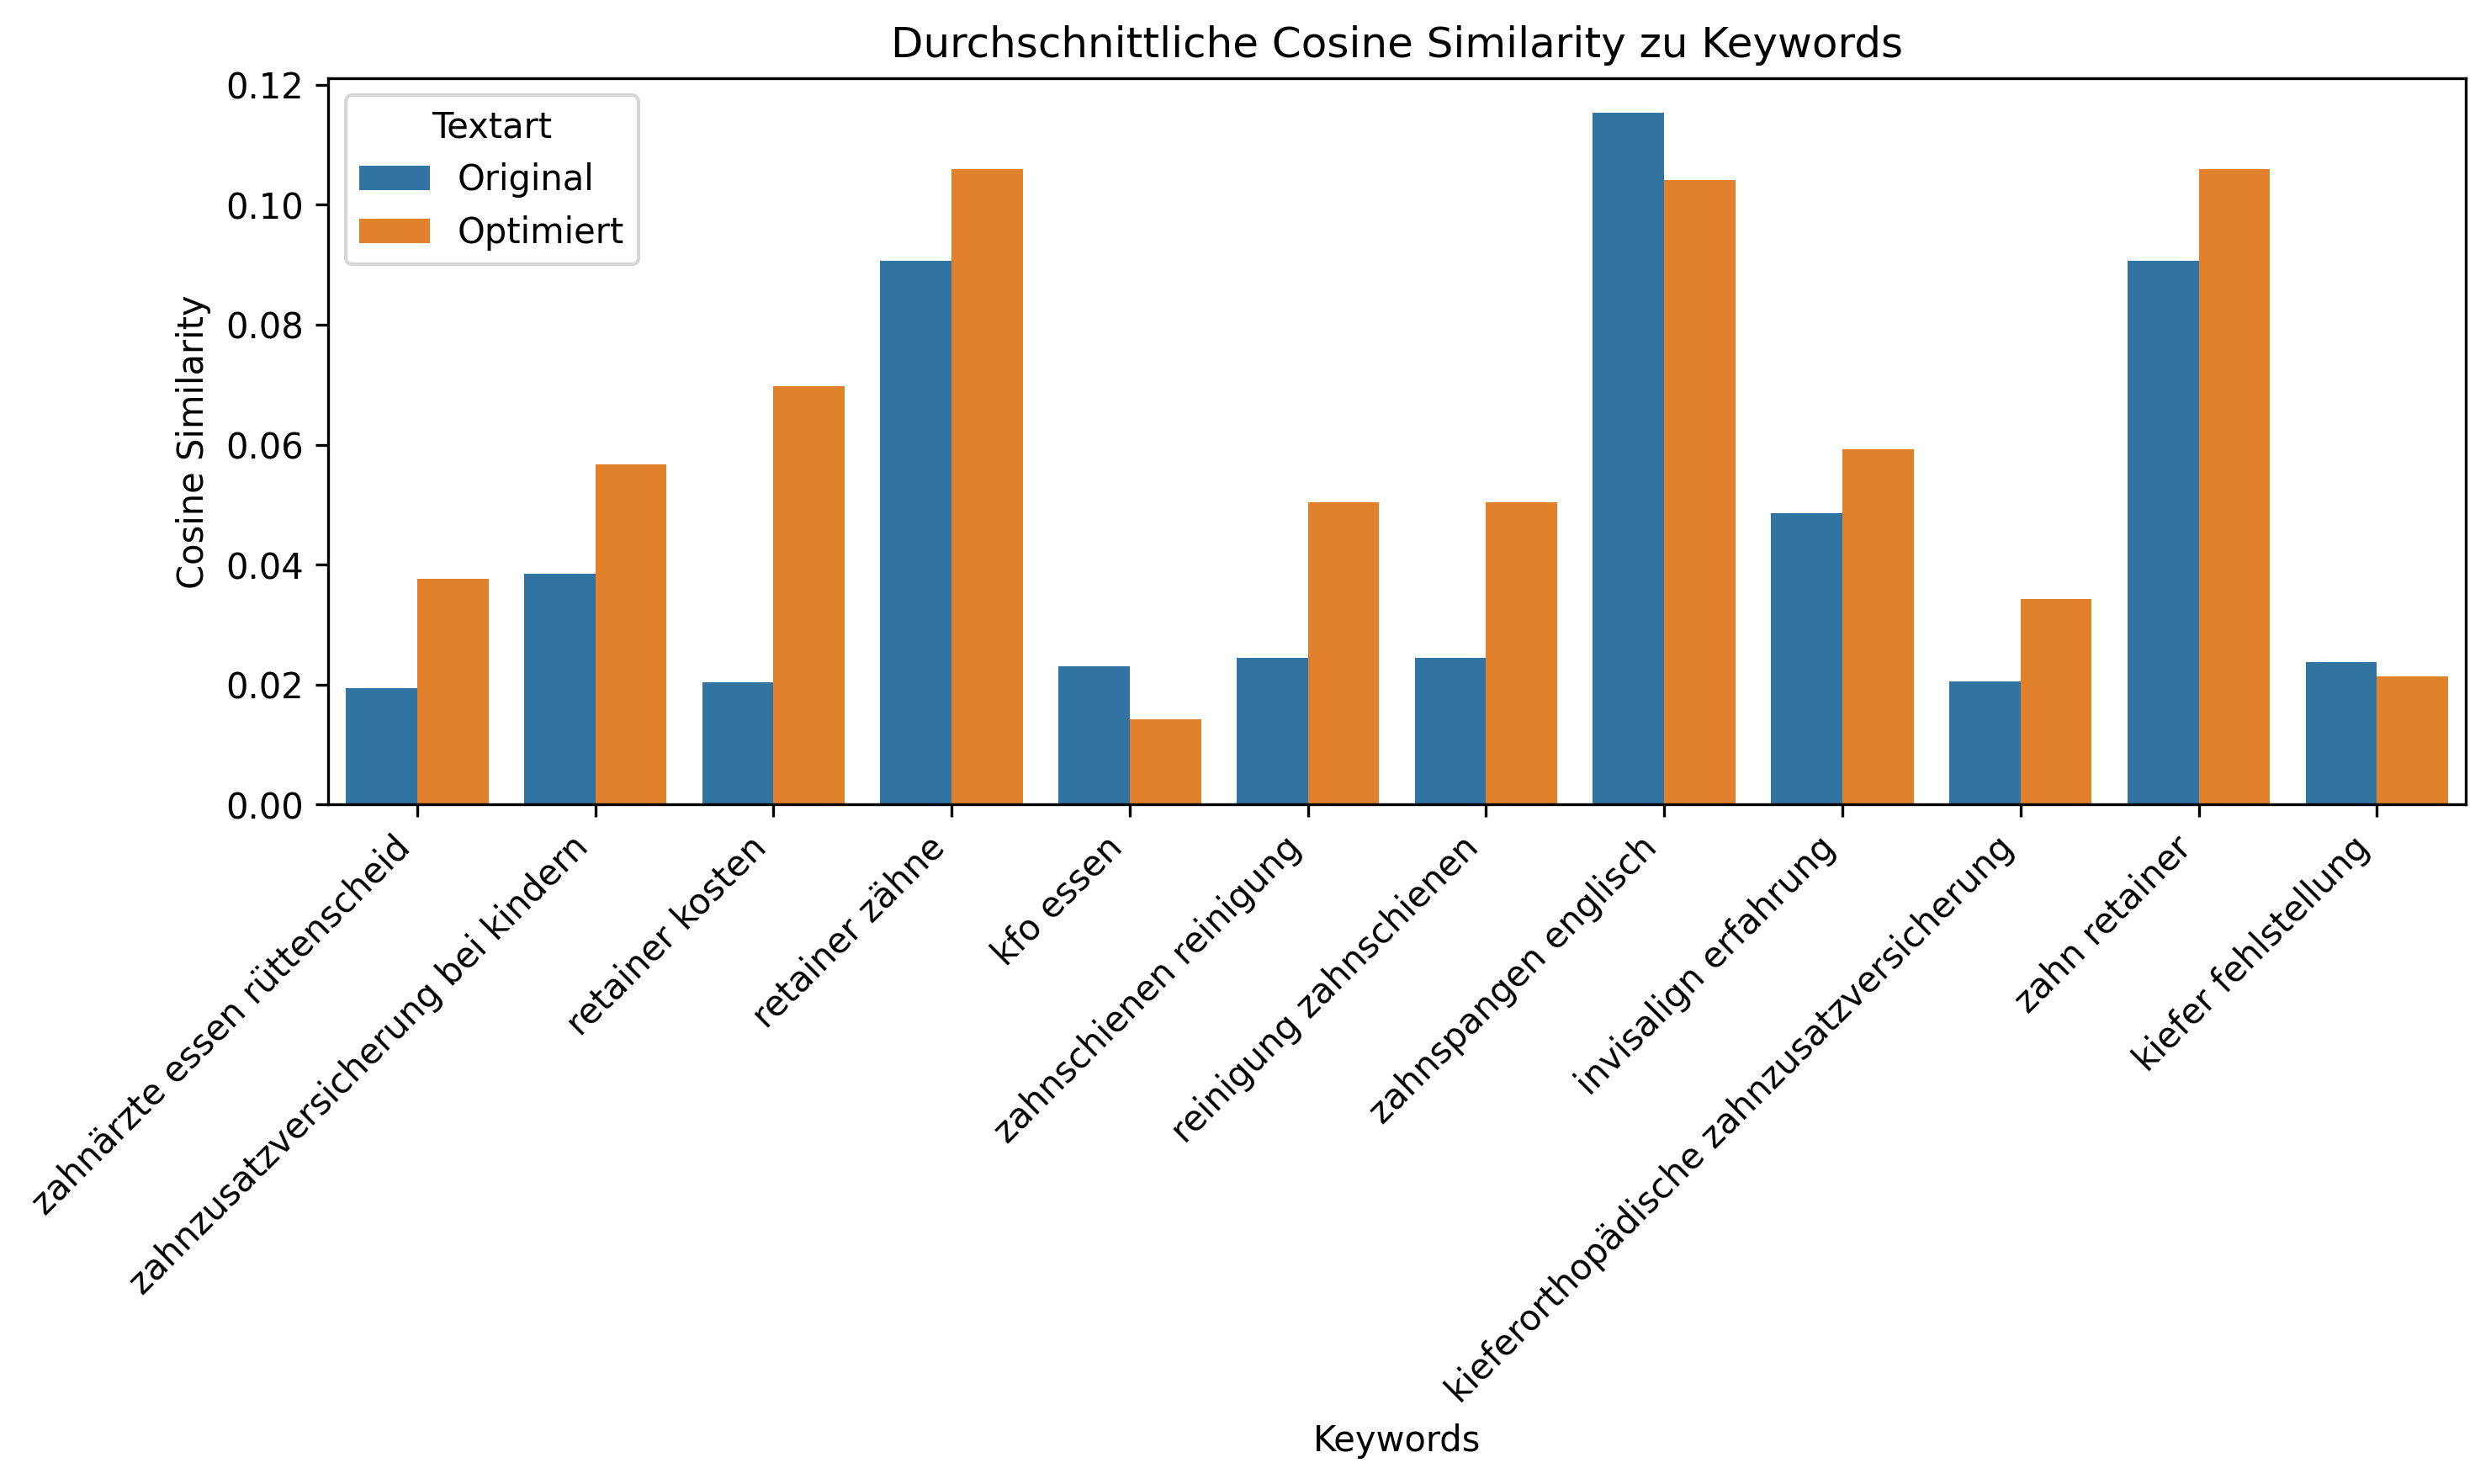 Durchschnittliche Cosine Similarity zu Keywords
Textart
Original
Optimiert
Cosine Similarity
0.12
0.10
0.08
0.06
0.04
0.02
0.00
zahnärzte essen rüttenscheid
zahnzusatzversicherung bei kindern
retainer kosten
retainer zähne
kfo essen
zahnschienen reinigung
reinigung zahnschienen
zahnspangen englisch
invisalign erfahrung
kieferorthopädische zahnzusatzversicherung
zahn retainer
kiefer fehlstellung
Keywords